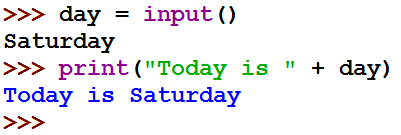 >>> day = input()
Saturday
>>> print("Today is " + day)
Today is Saturday
>>>